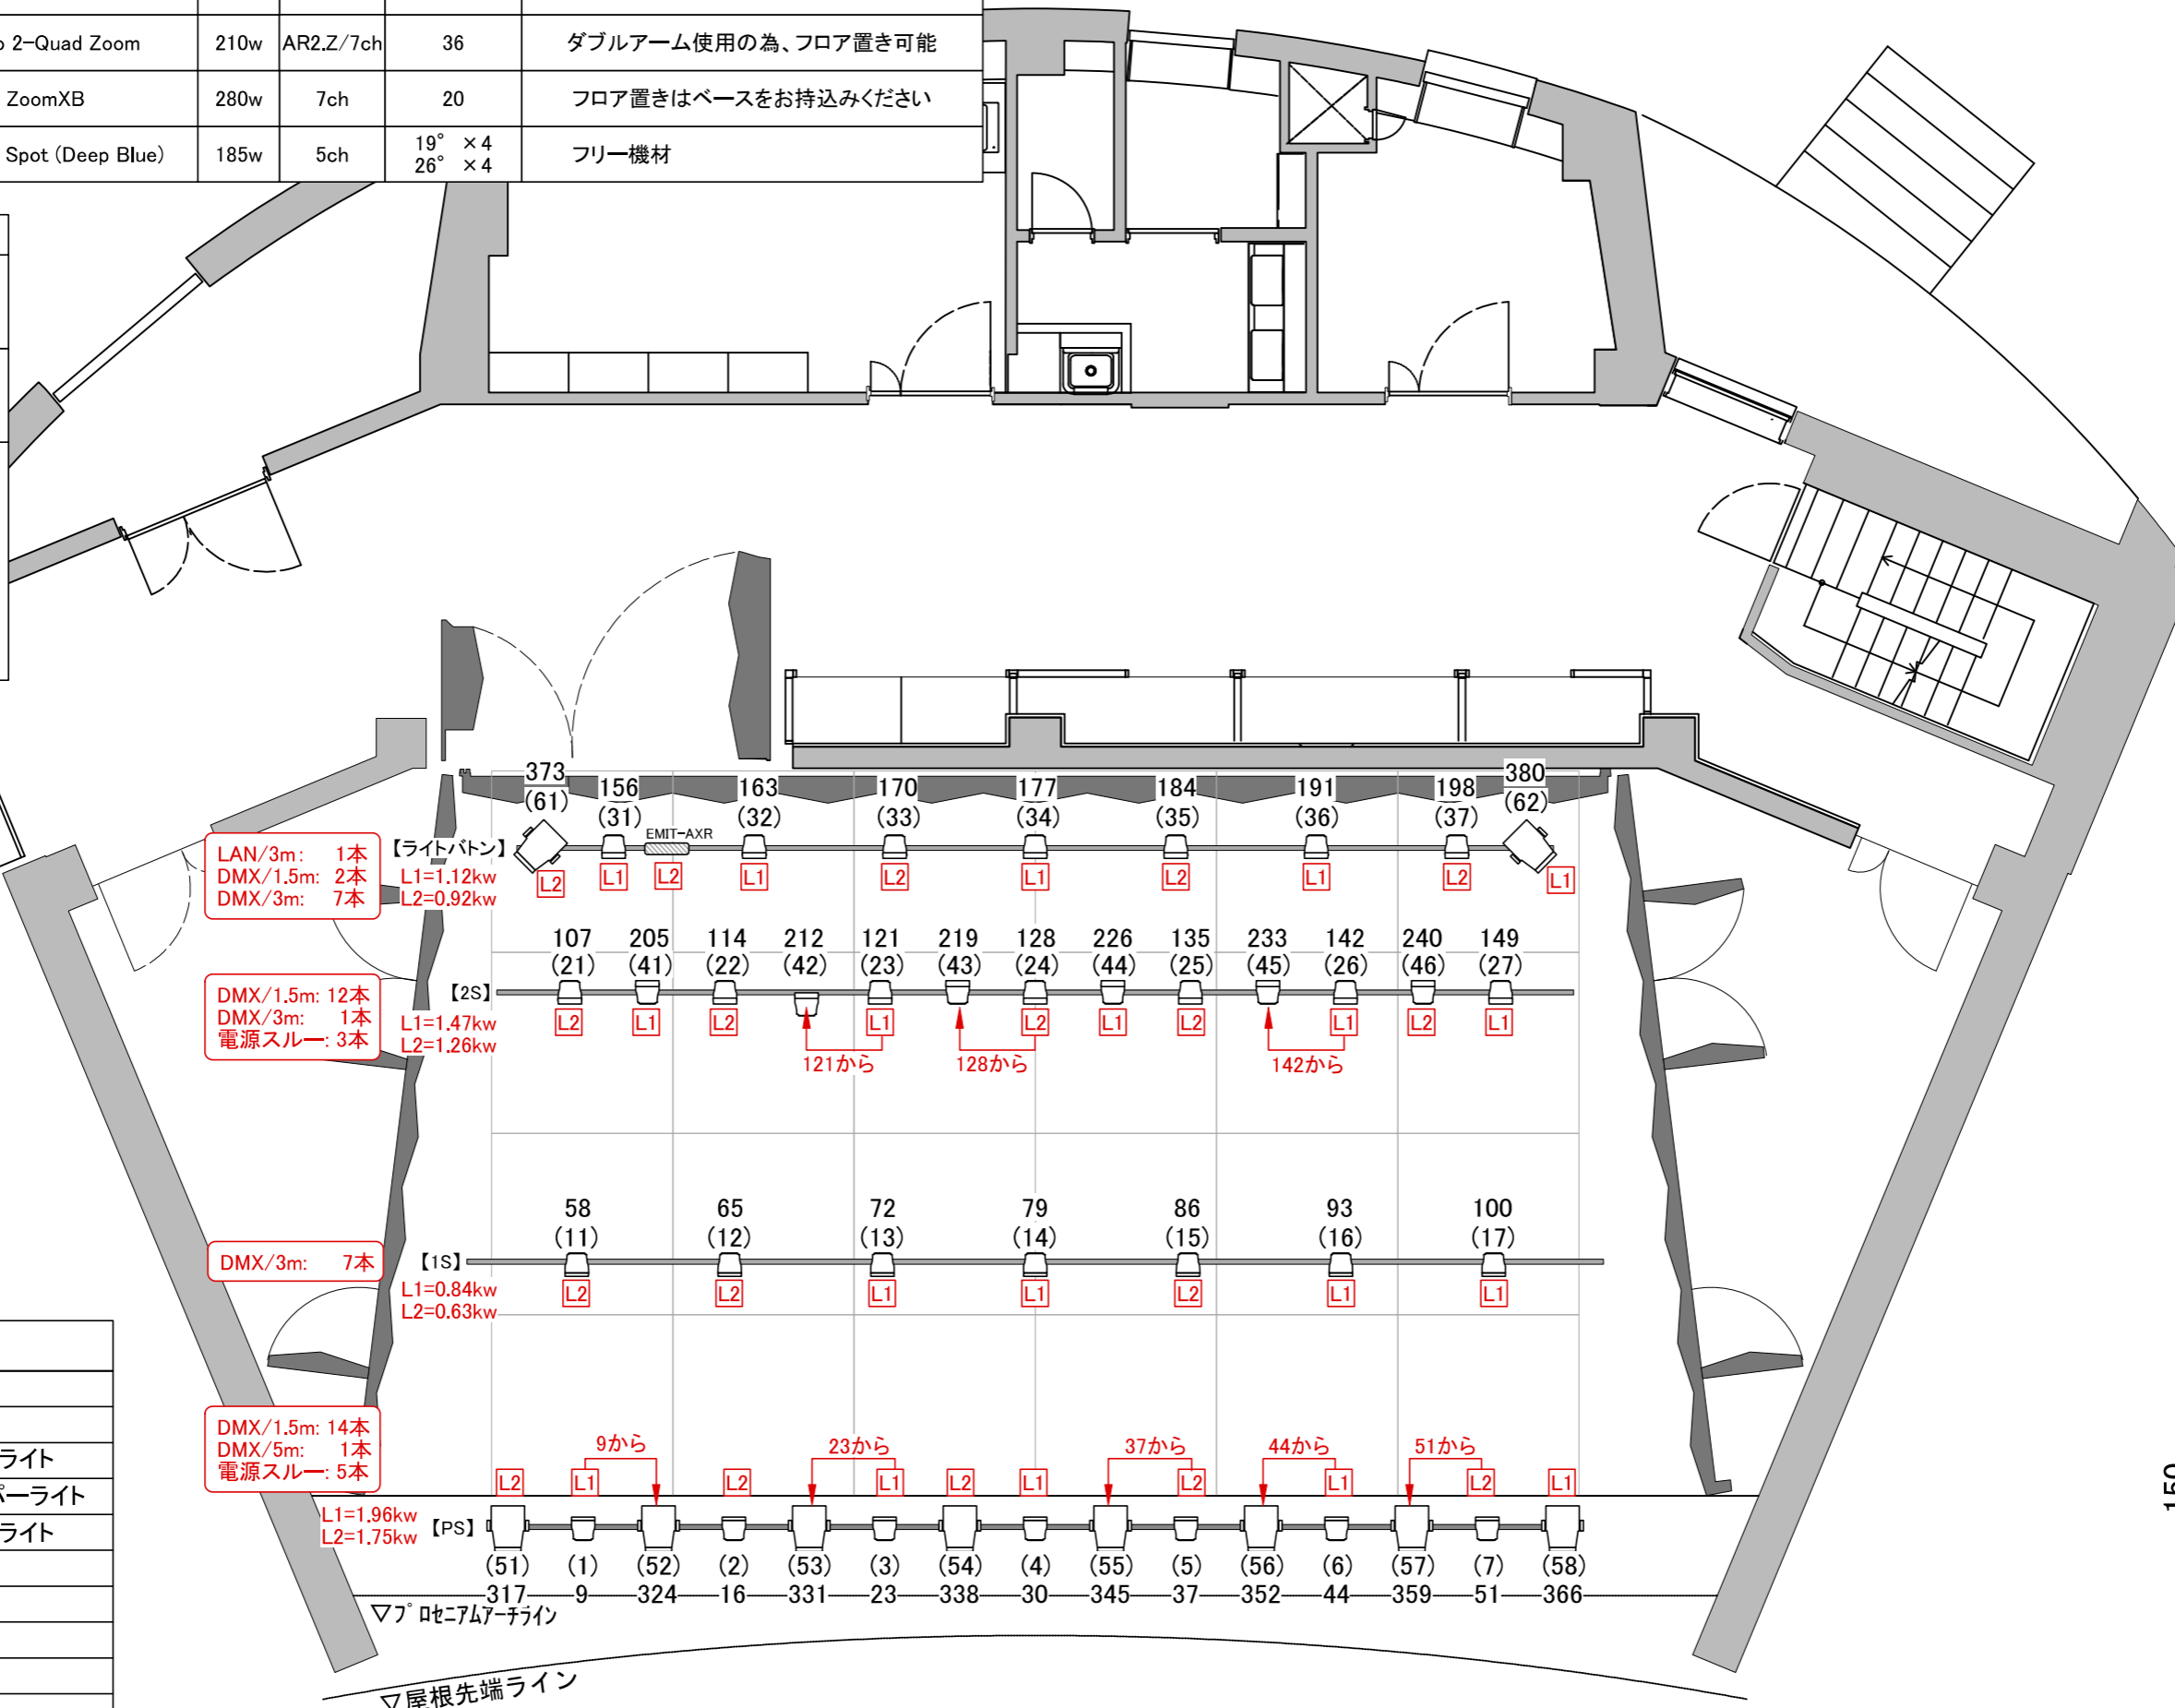 2-Quad Zoom 210w AR2.Z/7ch 36 ダブルアーム使用の為、フロア置き可能
ZoomXB 280w 7ch 20 フロア置きはベースをお持込みください
Spot (Deep Blue) 185w 5ch 19° ×4 フリー機材
26° ×4
373 156 163 170 177 184 191 198 380
(61) (31) (32) (33) (34) (35) (36) (37) (62)
EMIT-AXR
【ライトバトン】
LAN/3m: 1本
DMX/1.5m: 2本
DMX/3m: 7本
L1=1.12kw
L2=0.92kw
L2 L1 L2 L1 L2 L1 L2 L1 L2 L1
107 205 114 212 121 219 128 226 135 233 142 240 149
(21) (41) (22) (42) (23) (43) (24) (44) (25) (45) (26) (46) (27)
【2S】
DMX/1.5m: 12本
DMX/3m: 1本
電源スルー: 3本
L1=1.47kw
L2=1.26kw
L2 L1 L2 L1 L2 L1 L2 L1 L2 L1
121から 128から 142から
58 65 72 79 86 93 100
(11) (12) (13) (14) (15) (16) (17)
DMX/3m: 7本
【1S】
L1=0.84kw
L2=0.63kw
L2 L2 L1 L1 L2 L1 L1
DMX/1.5m: 14本
DMX/5m: 1本
電源スルー: 5本
9から 23から 37から 44から 51から
L2 L1 L2 L1 L2 L1 L2 L1 L2 L1
L1=1.96kw
L2=1.75kw
【PS】
(51) (1) (52) (2) (53) (3) (54) (4) (55) (5) (56) (6) (57) (7) (58)
317 9 324 16 331 23 338 30 345 37 352 44 359 51 366
▽プロセニアムアーチライン
▽屋根先端ライン
ライト
パーライト
ライト
150